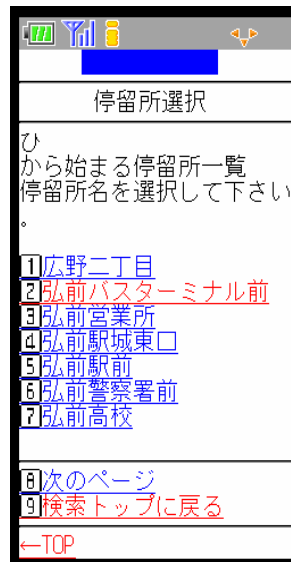 停留所選択
ひ
から始まる停留所一覧
停留所名を選択して下さい
。
1広野二丁目
2弘前バスターミナル前
3弘前営業所
4弘前駅城東口
5弘前駅前
6弘前警察署前
7弘前高校
8次のページ
9検索トップに戻る
←TOP